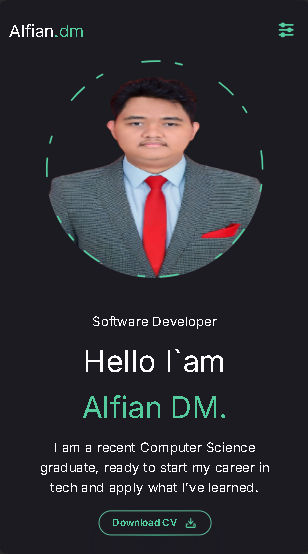 Alfian.dm
Software Developer
Hello I`am
Alfian DM.
I am a recent Computer Science
graduate, ready to start my career in
tech and apply what I've learned.
Download CV